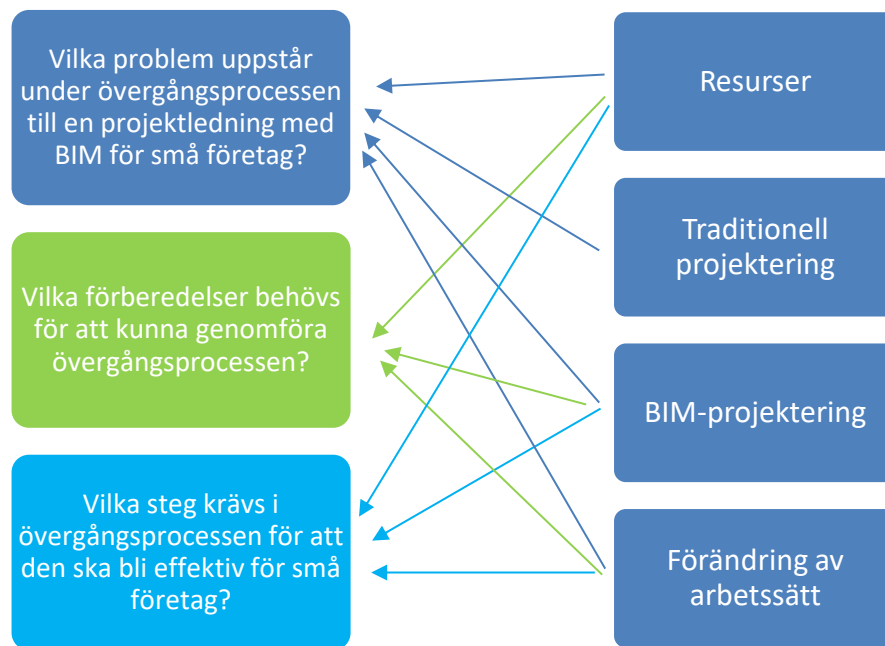 Vilka problem uppstår
under övergångsprocessen
till en projektledning med
BIM för små företag?
Vilka förberedelser behövs
för att kunna genomföra
övergångsprocessen?
Vilka steg krävs i
övergångsprocessen för att
den ska bli effektiv för små
företag?
Resurser
Traditionell
projektering
BIM-projektering
Förändring av
arbetssätt